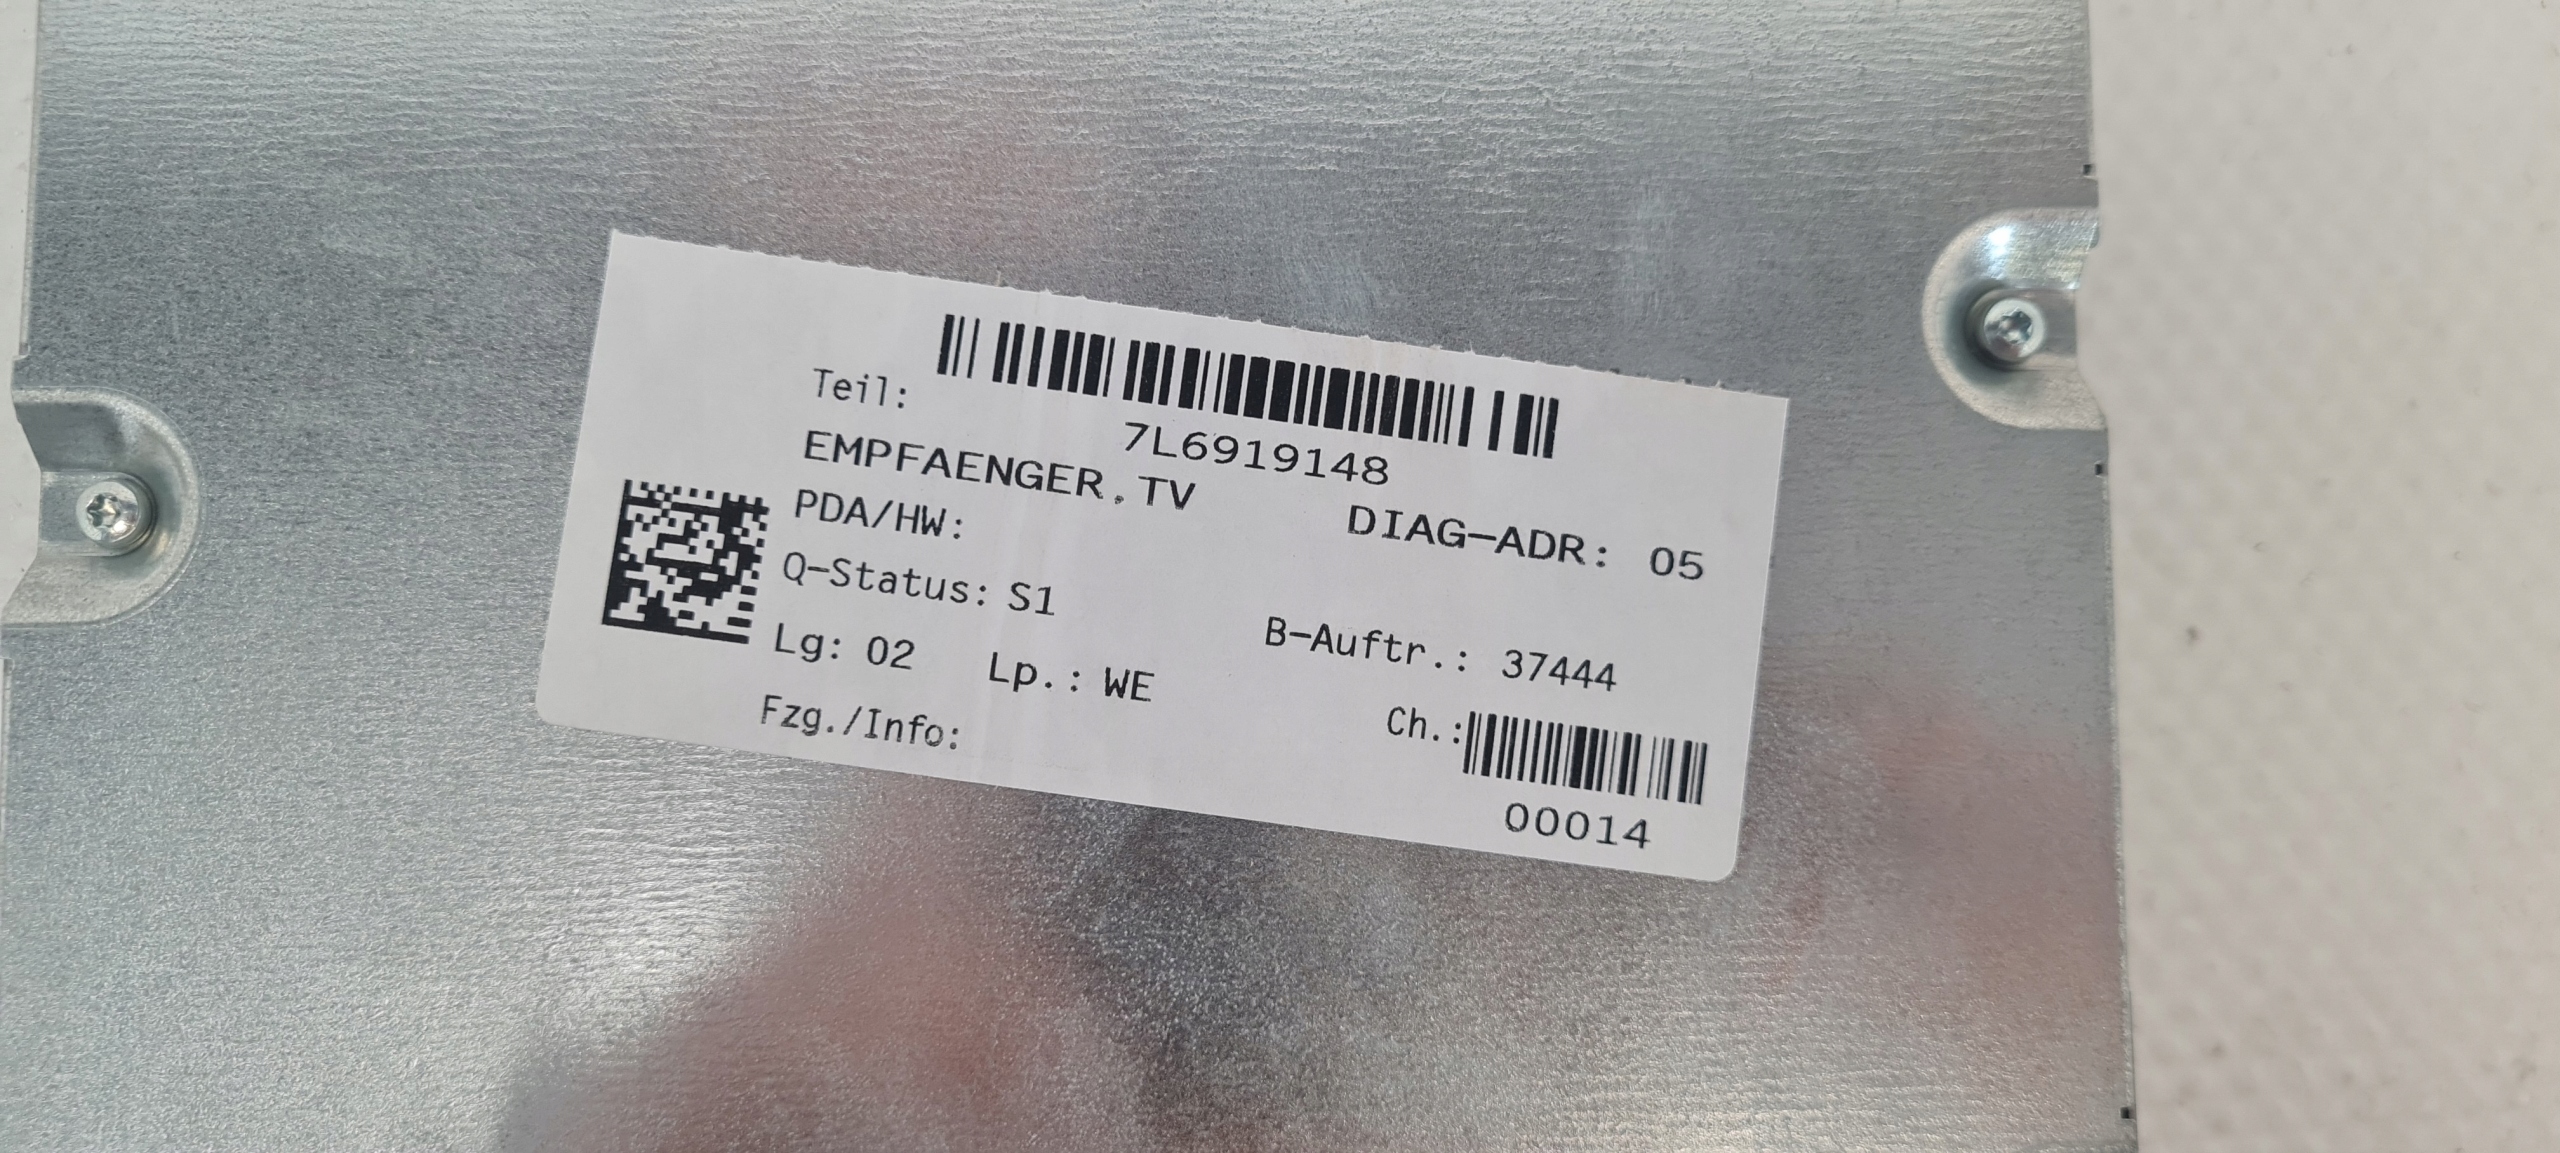 Teil:
7L6919148
EMPFAENGER.TV
PDA/HW:
DIAG-ADR: 05
Q-Status: S1
Lg: 02 Lp.: WE
B-Auftr.: 37444
Fzg./Info:
Ch.:
00014